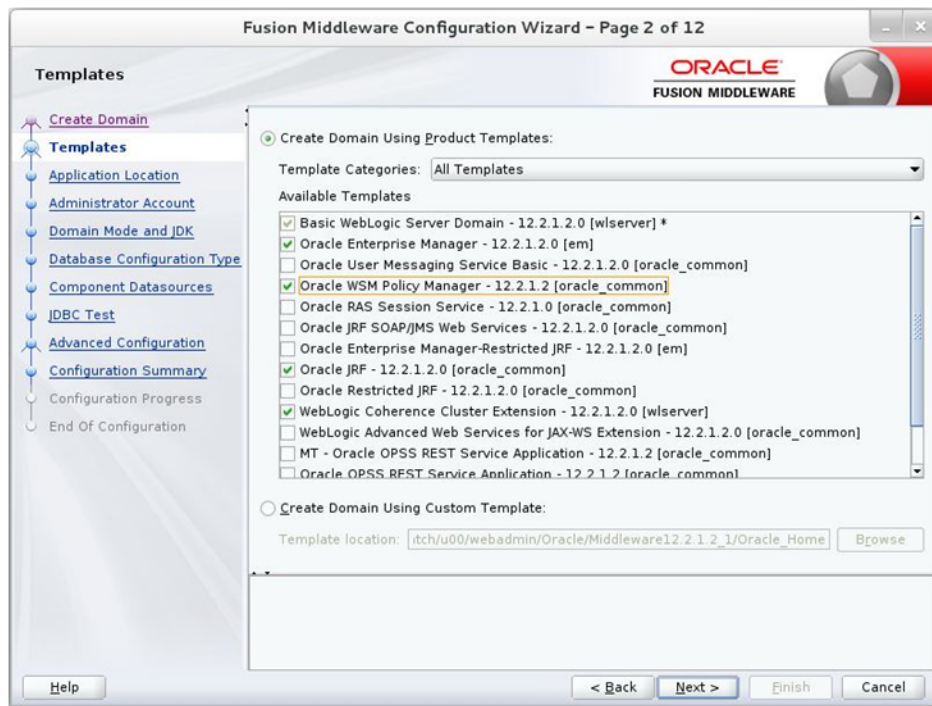 Fusion Middleware Configuration Wizard – Page 2 of 12
Templates
ORACLE
FUSION MIDDLEWARE
Create Domain
Templates
Application Location
Administrator Account
Domain Mode and JDK
Database Configuration Type
Component Datasources
JDBC Test
Advanced Configuration
Configuration Summary
Configuration Progress
End Of Configuration
Create Domain Using Product Templates:
Template Categories: All Templates
Available Templates
Basic WebLogic Server Domain - 12.2.1.2.0 [wlserver] *
Oracle Enterprise Manager - 12.2.1.2.0 [em]
Oracle User Messaging Service Basic - 12.2.1.2.0 [oracle_common]
Oracle WSM Policy Manager - 12.2.1.2 [oracle_common]
Oracle RAS Session Service - 12.2.1.0 [oracle_common]
Oracle JRF SOAP/JMS Web Services - 12.2.1.2.0 [oracle_common]
Oracle Enterprise Manager-Restricted JRF - 12.2.1.2.0 [em]
Oracle JRF - 12.2.1.2.0 [oracle_common]
Oracle Restricted JRF - 12.2.1.2.0 [oracle_common]
WebLogic Coherence Cluster Extension - 12.2.1.2.0 [wlserver]
WebLogic Advanced Web Services for JAX-WS Extension - 12.2.1.2.0 [oracle_common]
MT - Oracle OPSS REST Service Application - 12.2.1.2 [oracle_common]
Oracle OPSS REST Service Application - 12.2.1.2 [oracle_common]
Create Domain Using Custom Template:
Template location: itch/u00/webadmin/Oracle/Middleware12.2.1.2_1/Oracle_Home Browse
Help < Back Next > Finish Cancel